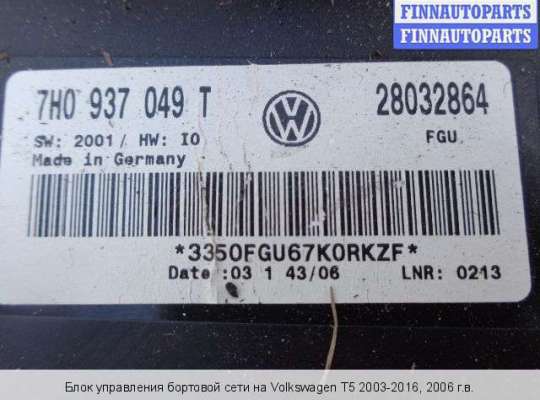 FINNAUTOPARTS
FINNAUTOPARTS
7H0 937 049 T
28032864
SW: 2001/ HW: IO
FGU
Made in Germany
*3350FGU67K0RKZF*
Date :03 1 43/06 LNR: 0213
Блок управления бортовой сети на Volkswagen T5 2003-2016, 2006 г.в.